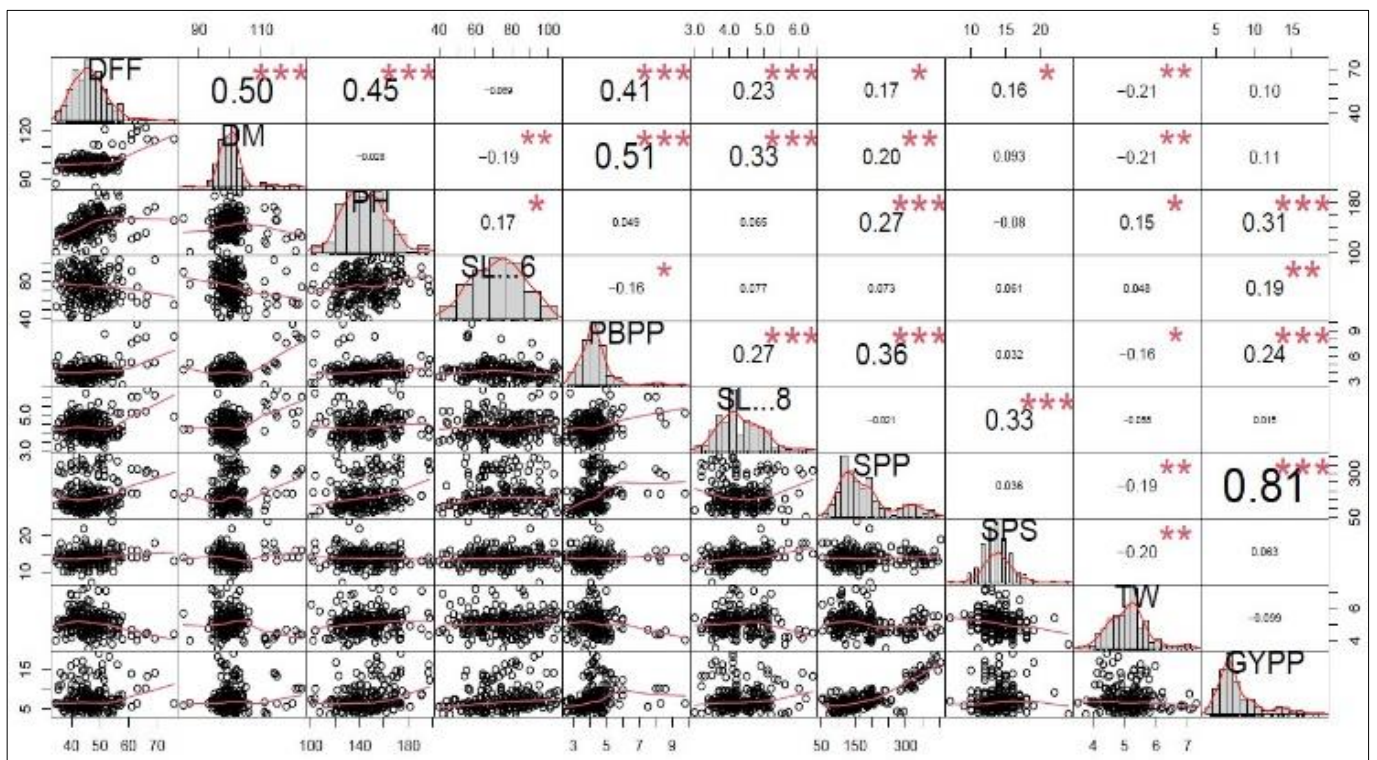 90 110 40 60 80 100 3.0 4.0 5.0 6.0 10 15 20 5 10 15
DFF 0.50 *** 0.45 *** 0.41 *** 0.23 *** 0.17 * 0.16 * −0.21 ** 0.10 40 70
90 120 DM −0.028 −0.19 ** 0.51 *** 0.33 *** 0.20 ** 0.093 −0.21 ** 0.11
0.17 * 0.049 0.065 0.27 *** −0.08 0.15 * 0.31 *** 100 180
40 80 SL...6 −0.16 * 0.077 0.073 0.061 0.048 0.19 **
PBPP 0.27 *** 0.36 *** 0.032 −0.16 * 0.24 *** 3 6 9
3.0 5.0 SL...8 −0.021 0.33 *** 0.015
SPP 0.036 −0.19 ** 0.81 *** 50 300
10 20 SPS −0.20 ** 0.063
TW −0.099 4 6
5 15 GYPP
40 50 60 70 100 140 180 3 5 7 9 50 150 300 4 5 6 7